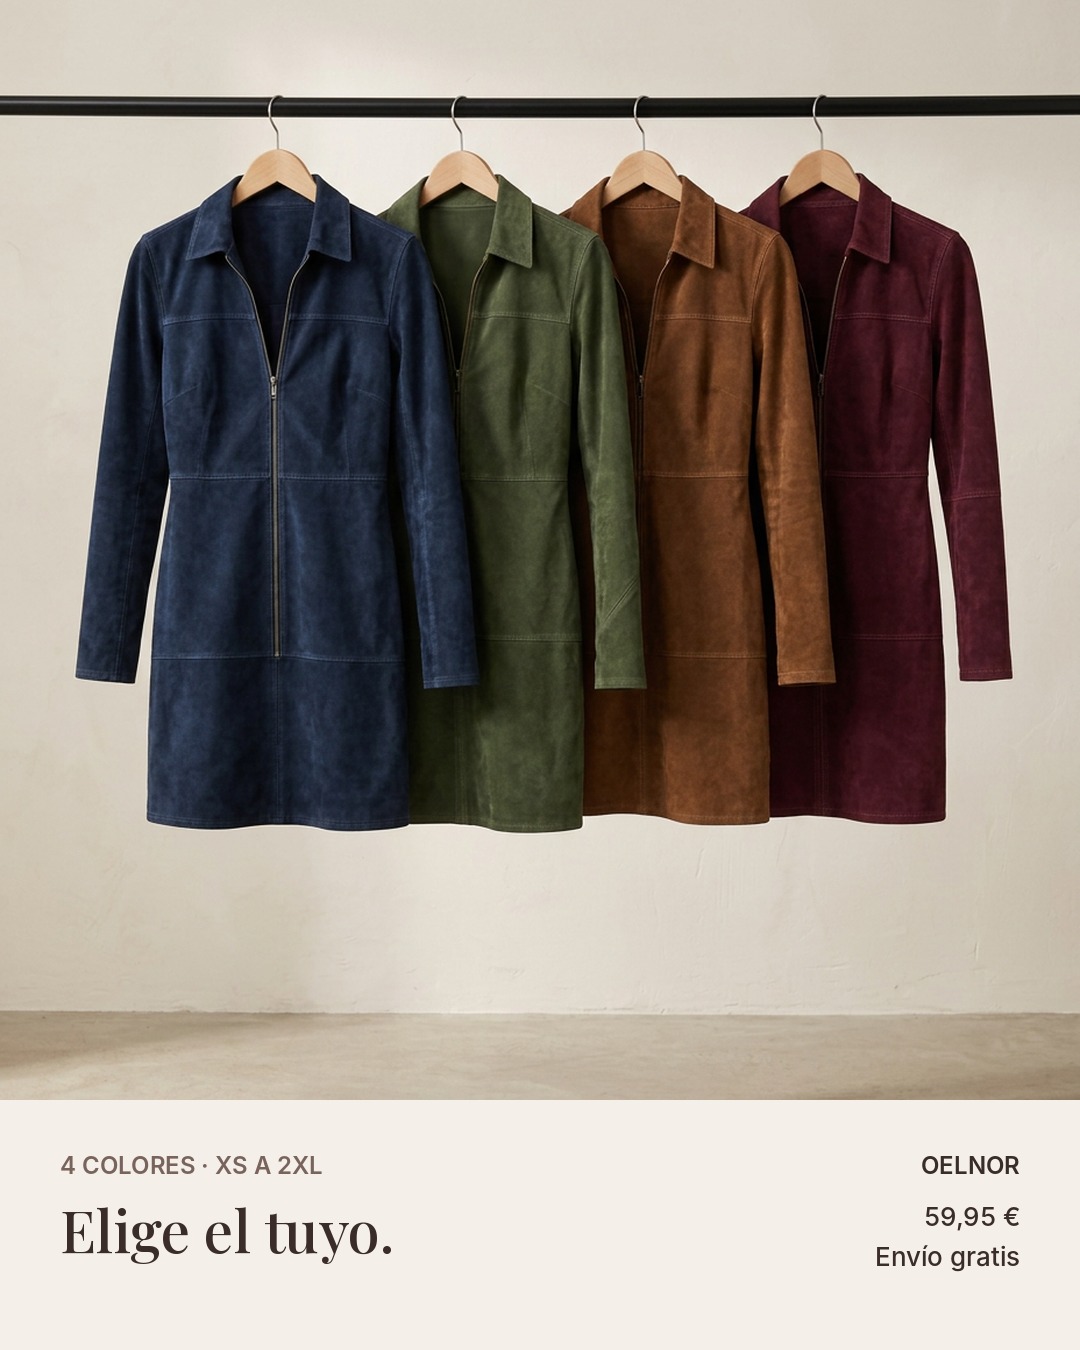 4 COLORES · XS A 2XL
Elige el tuyo.
OELNOR
59,95 €
Envío gratis